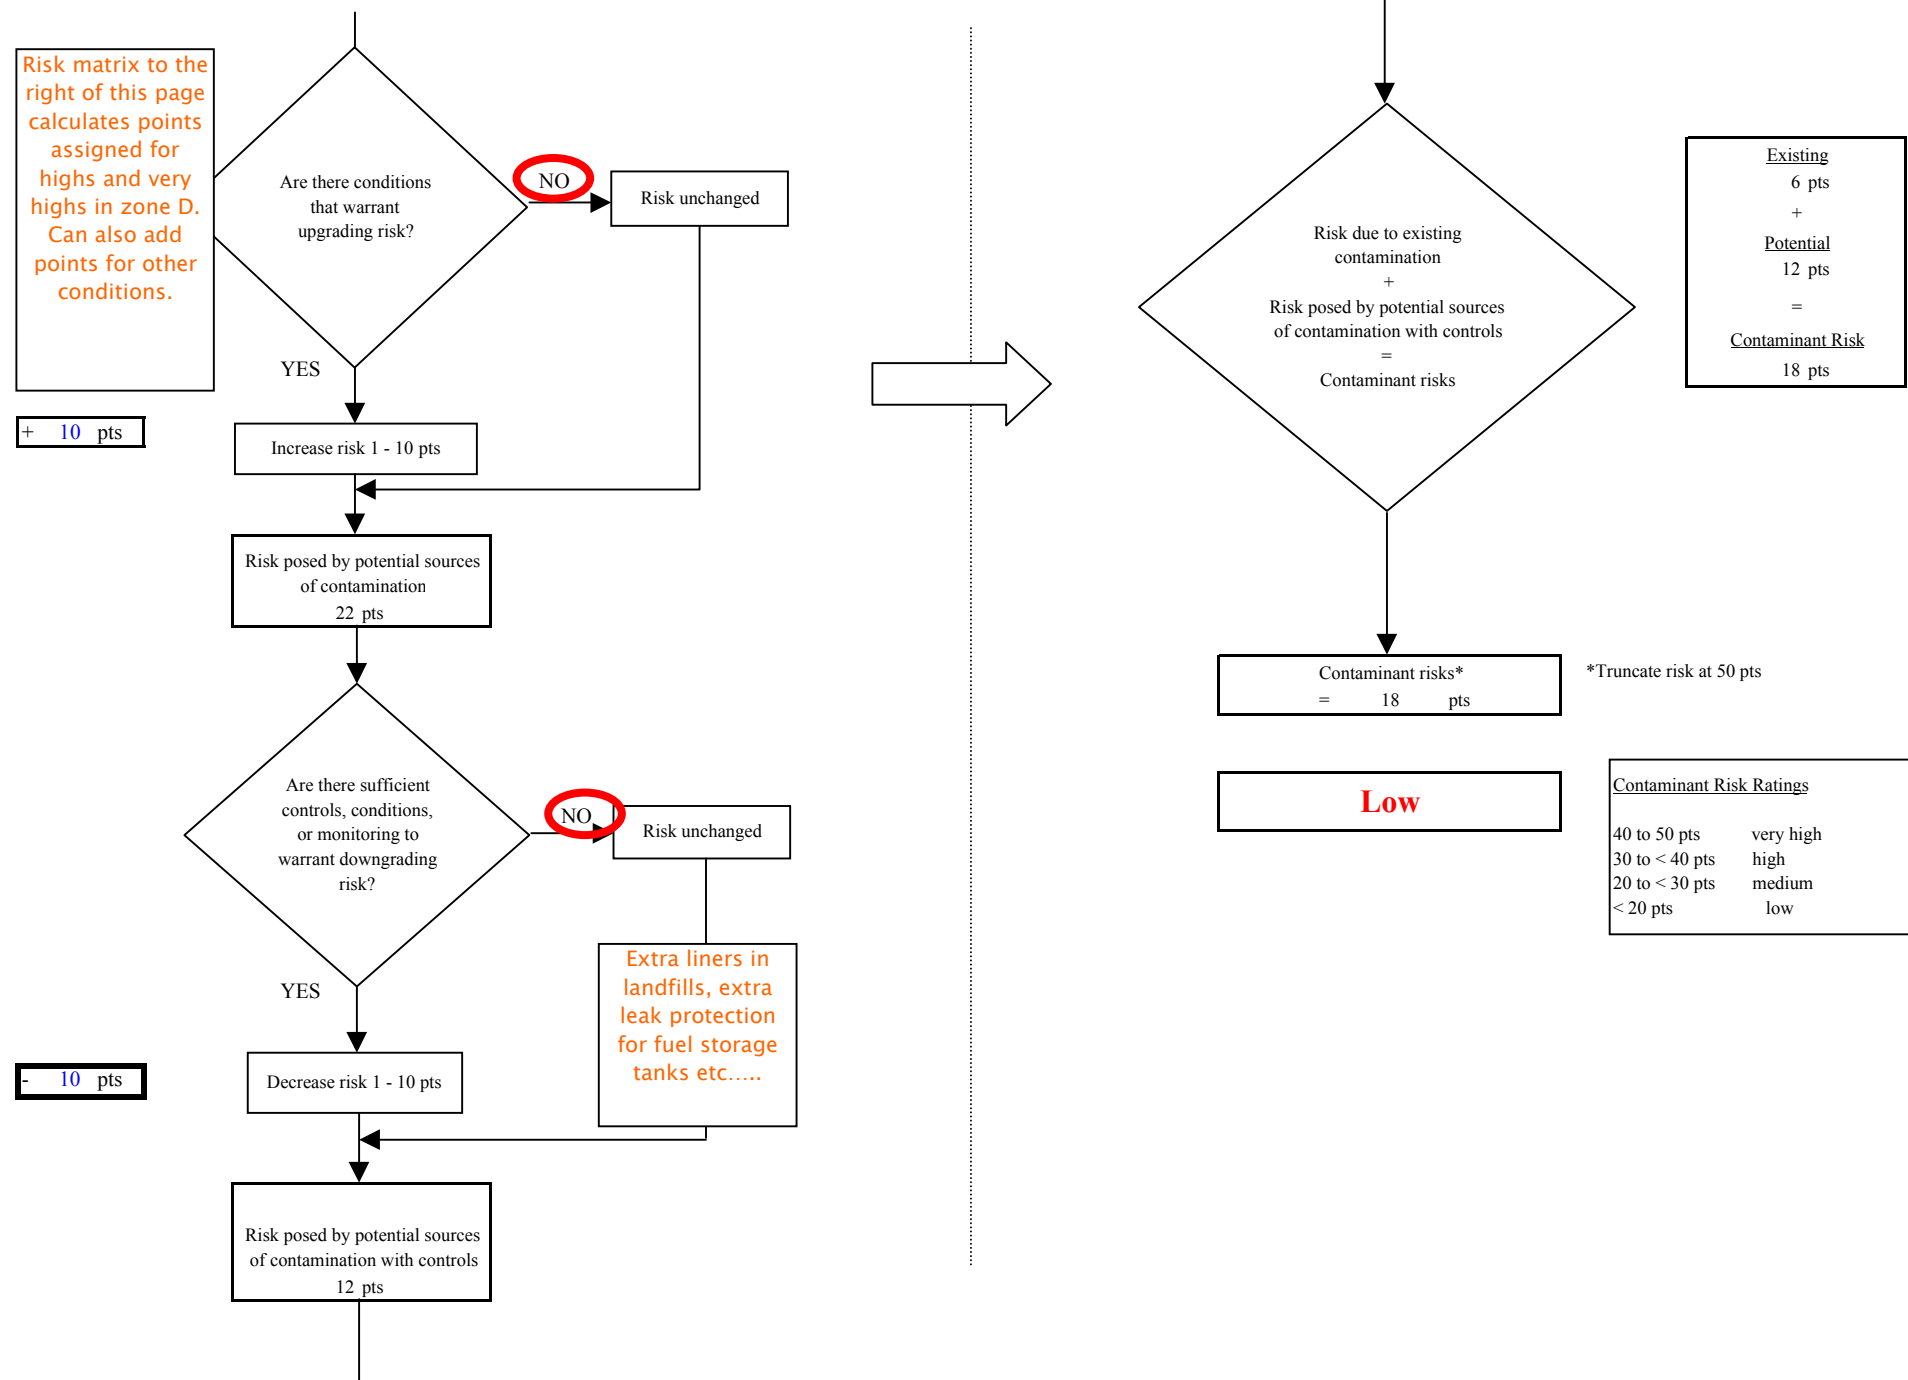 Risk matrix to the
right of this page
calculates points
assigned for
highs and very
highs in zone D.
Can also add
points for other
conditions.
Are there conditions
that warrant
upgrading risk?
NO
Risk unchanged
YES
+ 10 pts
Increase risk 1 - 10 pts
Risk posed by potential sources
of contamination
22 pts
Are there sufficient
controls, conditions,
or monitoring to
warrant downgrading
risk?
NO
Risk unchanged
YES
Extra liners in
landfills, extra
leak protection
for fuel storage
tanks etc.....
- 10 pts
Decrease risk 1 - 10 pts
Risk posed by potential sources
of contamination with controls
12 pts
Risk due to existing
contamination
+
Risk posed by potential sources
of contamination with controls
=
Contaminant risks
Existing
6 pts
+
Potential
12 pts
=
Contaminant Risk
18 pts
Contaminant risks*
= 18 pts
*Truncate risk at 50 pts
Low
Contaminant Risk Ratings
40 to 50 pts very high
30 to < 40 pts high
20 to < 30 pts medium
< 20 pts low